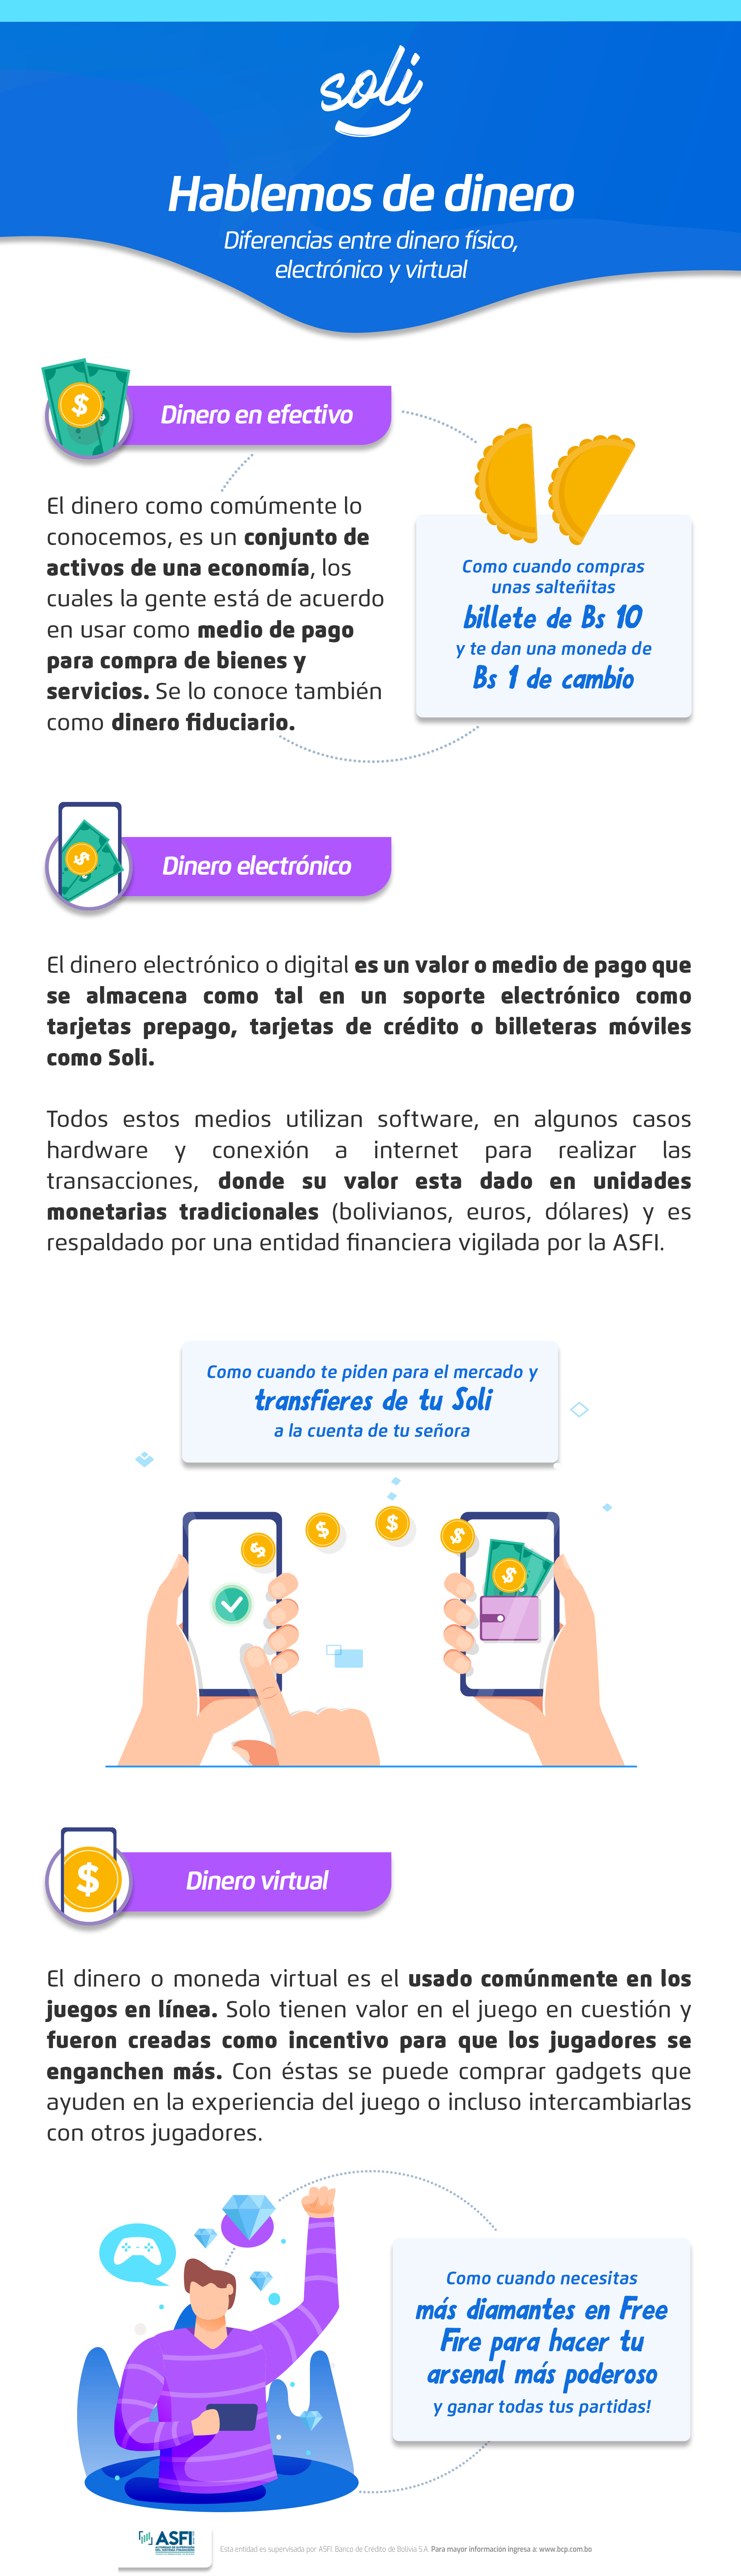 soli
Hablemos de dinero
Diferencias entre dinero físico,
electrónico y virtual
Dinero en efectivo
El dinero como comúmente lo
conocemos, es un conjunto de
activos de una economía, los
cuales la gente está de acuerdo
en usar como medio de pago
para compra de bienes y
servicios. Se lo conoce también
como dinero fiduciario.
Como cuando compras
unas salteñitas
billete de Bs 10
y te dan una moneda de
Bs 1 de cambio
Dinero electrónico
El dinero electrónico o digital es un valor o medio de pago que
se almacena como tal en un soporte electrónico como
tarjetas prepago, tarjetas de crédito o billeteras móviles
como Soli.
Todos estos medios utilizan software, en algunos casos
hardware y conexión a internet para realizar las
transacciones, donde su valor esta dado en unidades
monetarias tradicionales (bolivianos, euros, dólares) y es
respaldado por una entidad financiera vigilada por la ASFI.
Como cuando te piden para el mercado y
transfieres de tu Soli
a la cuenta de tu señora
Dinero virtual
El dinero o moneda virtual es el usado comúnmente en los
juegos en línea. Solo tienen valor en el juego en cuestión y
fueron creadas como incentivo para que los jugadores se
enganchen más. Con éstas se puede comprar gadgets que
ayuden en la experiencia del juego o incluso intercambiarlas
con otros jugadores.
Como cuando necesitas
más diamantes en Free
Fire para hacer tu
arsenal más poderoso
y ganar todas tus partidas!
ASFI
Esta entidad es supervisada por ASFI. Banco de Crédito de Bolivia S.A. Para mayor información ingresa a: www.bcp.com.bo